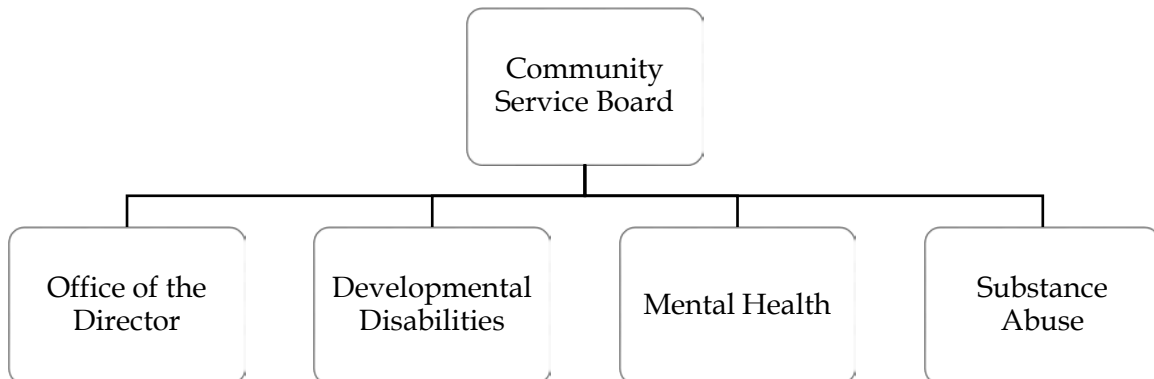 Community
Service Board
Office of the
Director
Developmental
Disabilities
Mental Health
Substance
Abuse